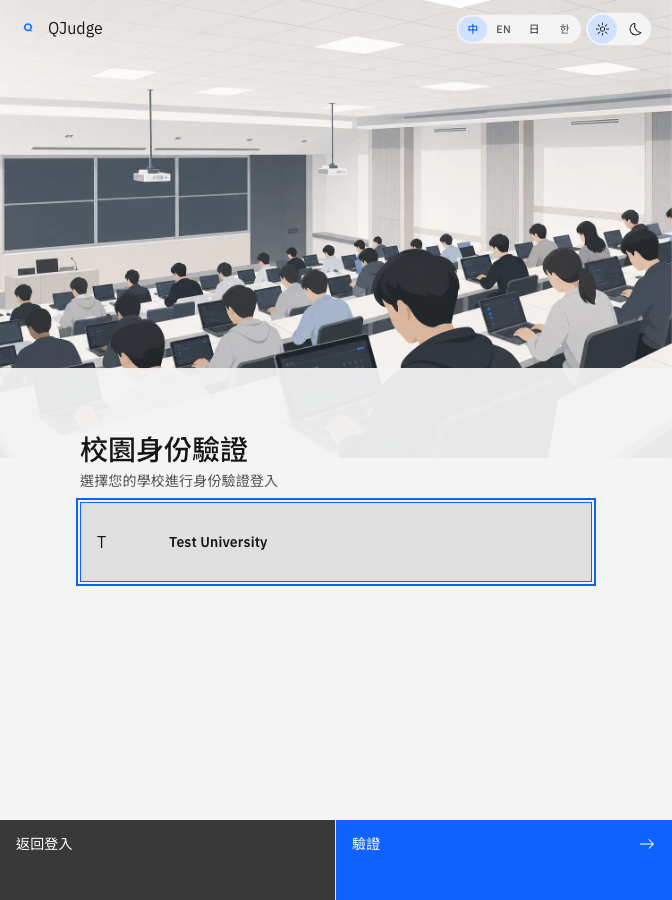 QJudge
中 EN 日 한
校園身份驗證
選擇您的學校進行身份驗證登入
T Test University
返回登入
驗證